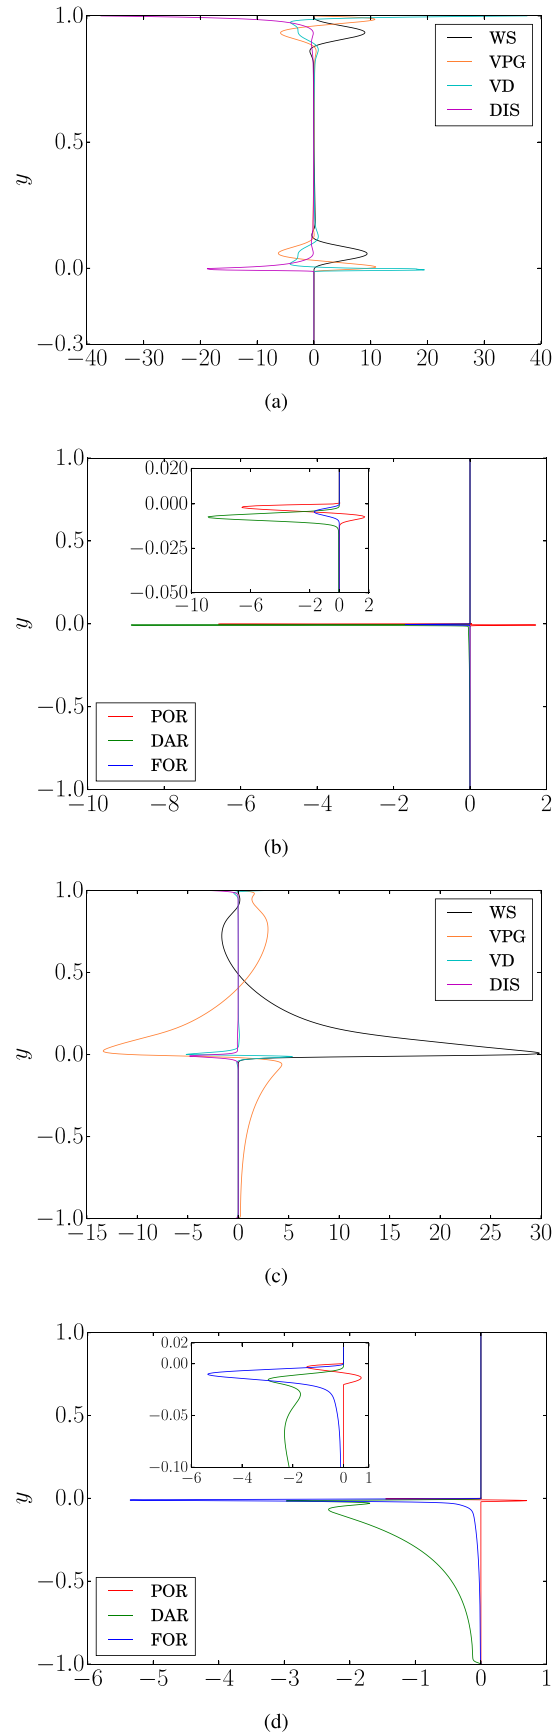 1.0
WS
VPG
VD
DIS
0.5
y
0.0
−0.3
−40 −30 −20 −10 0 10 20 30 40
(a)
1.0
0.020
0.000
−0.025
−0.050
−10 −6 −2 0 2
0.5
y
0.0
−0.5
POR
DAR
FOR
−1.0
−10 −8 −6 −4 −2 0 2
(b)
1.0
WS
VPG
VD
DIS
0.5
y
0.0
−0.5
−1.0
−15 −10 −5 0 5 10 15 20 25 30
(c)
1.0
0.02
0.00
−0.05
−0.10
−6 −4 −2 0 1
0.5
y
0.0
−0.5
POR
DAR
FOR
−1.0
−6 −5 −4 −3 −2 −1 0 1
(d)